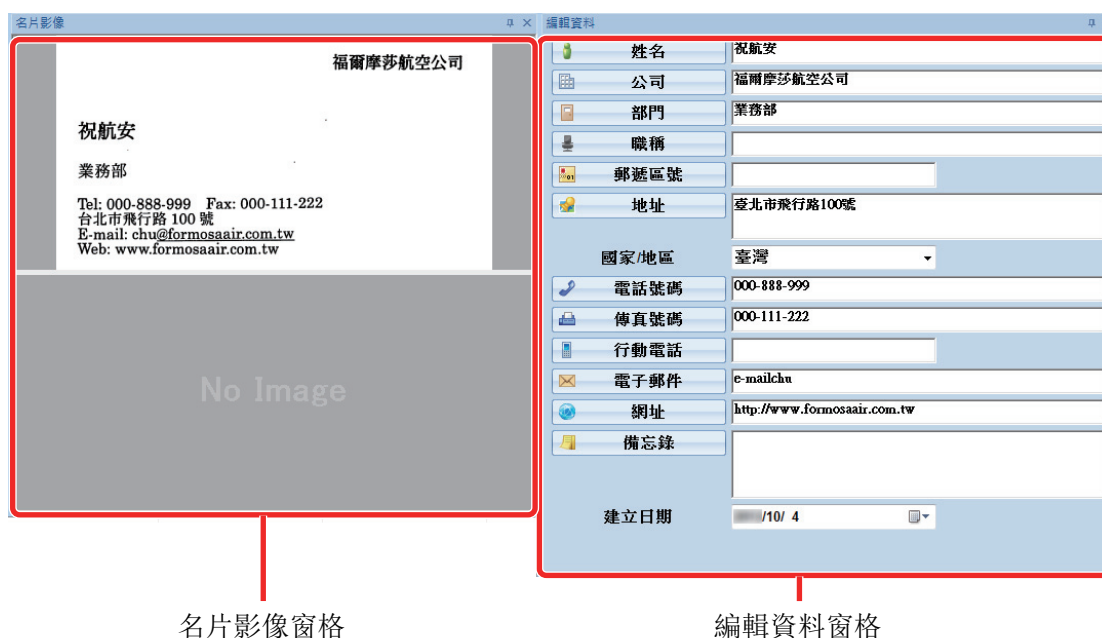 名片影像
福爾摩莎航空公司
祝航安
業務部
Tel: 000-888-999 Fax: 000-111-222
台北市飛行路 100 號
E-mail: chu@formosaair.com.tw
Web: www.formosaair.com.tw
No Image
編輯資料
姓名 祝航安
公司 福爾摩莎航空公司
部門 業務部
職稱
郵遞區號
地址 臺北市飛行路100號
國家/地區 臺灣
電話號碼 000-888-999
傳真號碼 000-111-222
行動電話
電子郵件 e-mailchu
網址 http://www.formosaair.com.tw
備忘錄
建立日期 /10/ 4
名片影像窗格
編輯資料窗格